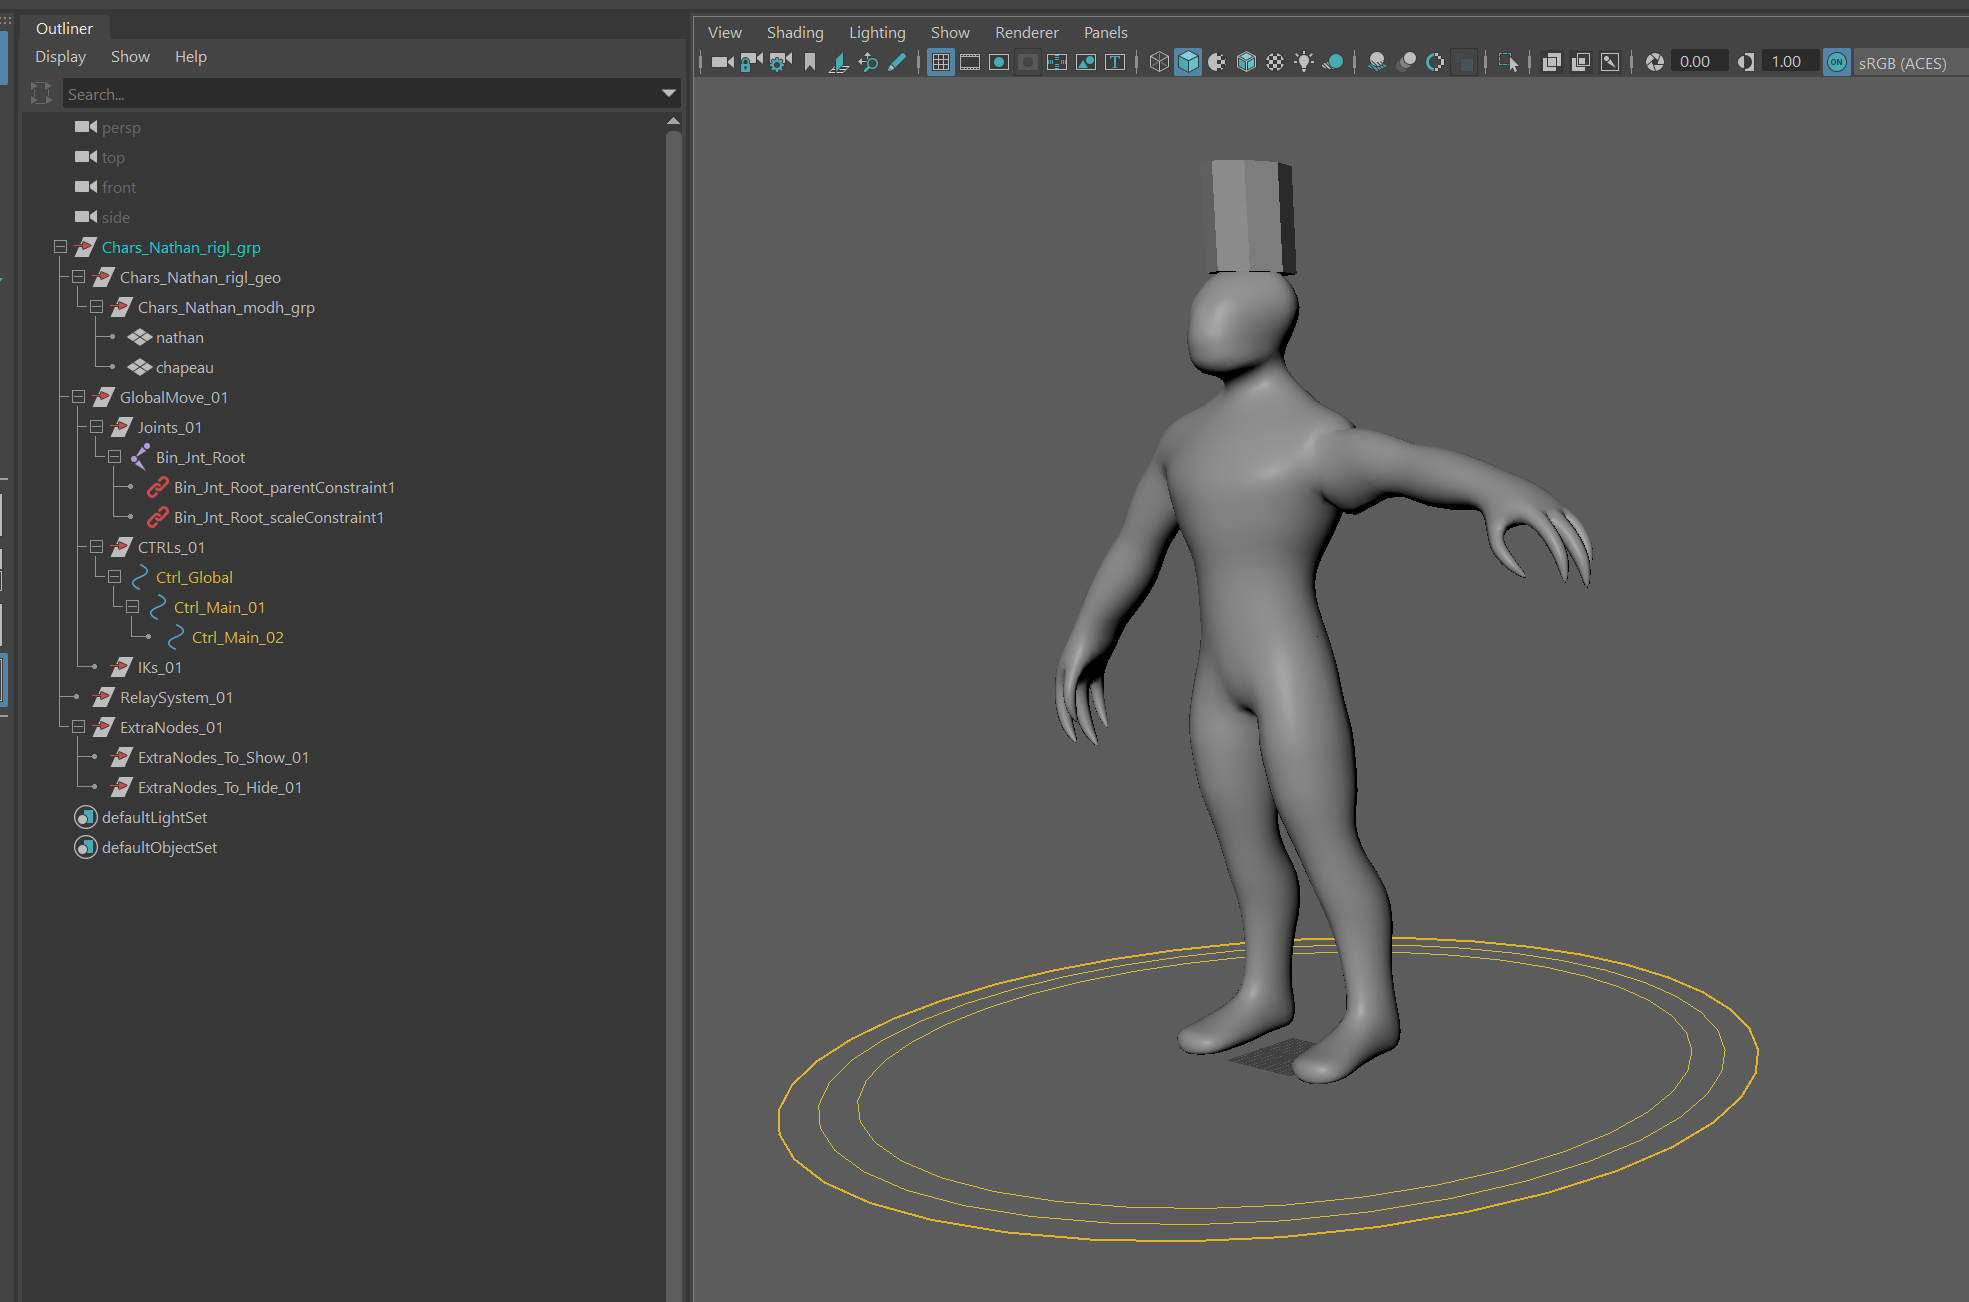 Outliner
Display Show Help
Search...
persp
top
front
side
Chars_Nathan_rigl_grp
Chars_Nathan_rigl_geo
Chars_Nathan_modh_grp
nathan
chapeau
GlobalMove_01
Joints_01
Bin_Jnt_Root
Bin_Jnt_Root_parentConstraint1
Bin_Jnt_Root_scaleConstraint1
CTRLs_01
Ctrl_Global
Ctrl_Main_01
Ctrl_Main_02
IKs_01
RelaySystem_01
ExtraNodes_01
ExtraNodes_To_Show_01
ExtraNodes_To_Hide_01
defaultLightSet
defaultObjectSet
View Shading Lighting Show Renderer Panels
T 0.00 1.00 ON sRGB (ACES)